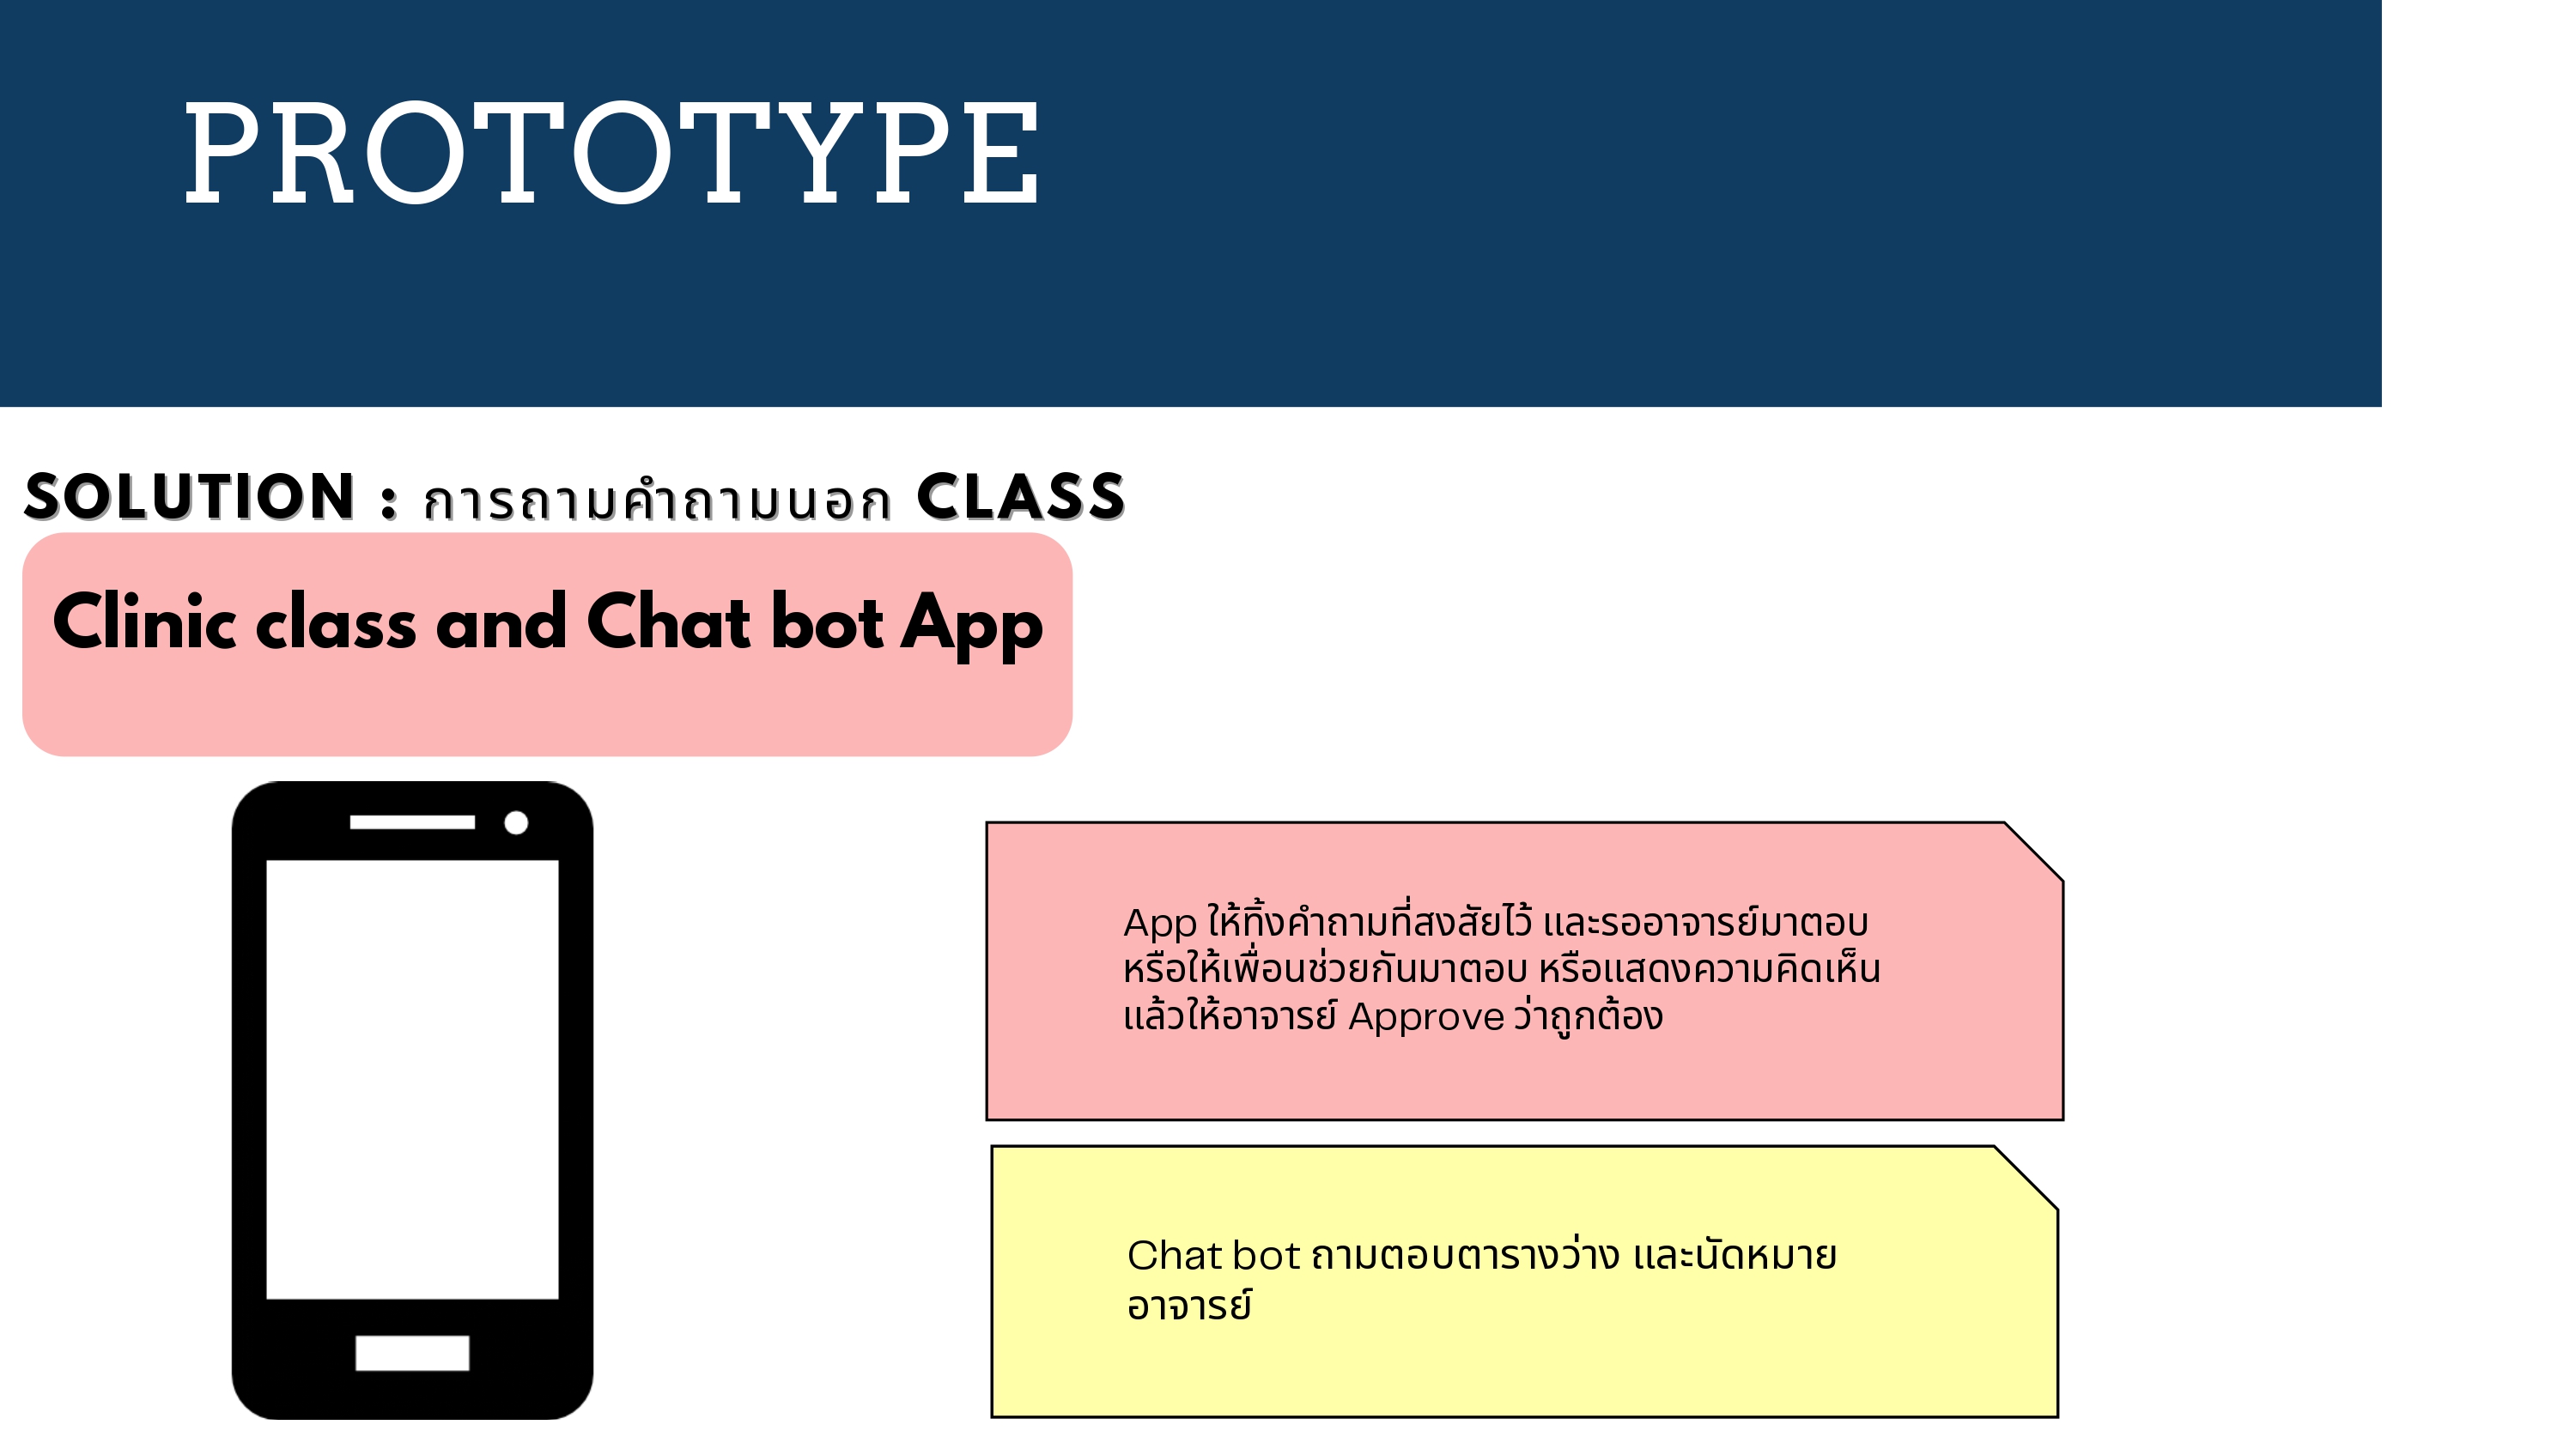 PROTOTYPE
SOLUTION : การถามคำถามนอก CLASS
Clinic class and Chat bot App
App ให้ทิ้งคำถามที่สงสัยไว้ และรออาจารย์มาตอบ
หรือให้เพื่อนช่วยกันมาตอบ หรือแสดงความคิดเห็น
แล้วให้อาจารย์ Approve ว่าถูกต้อง
Chat bot ถามตอบตารางว่าง และนัดหมาย
อาจารย์